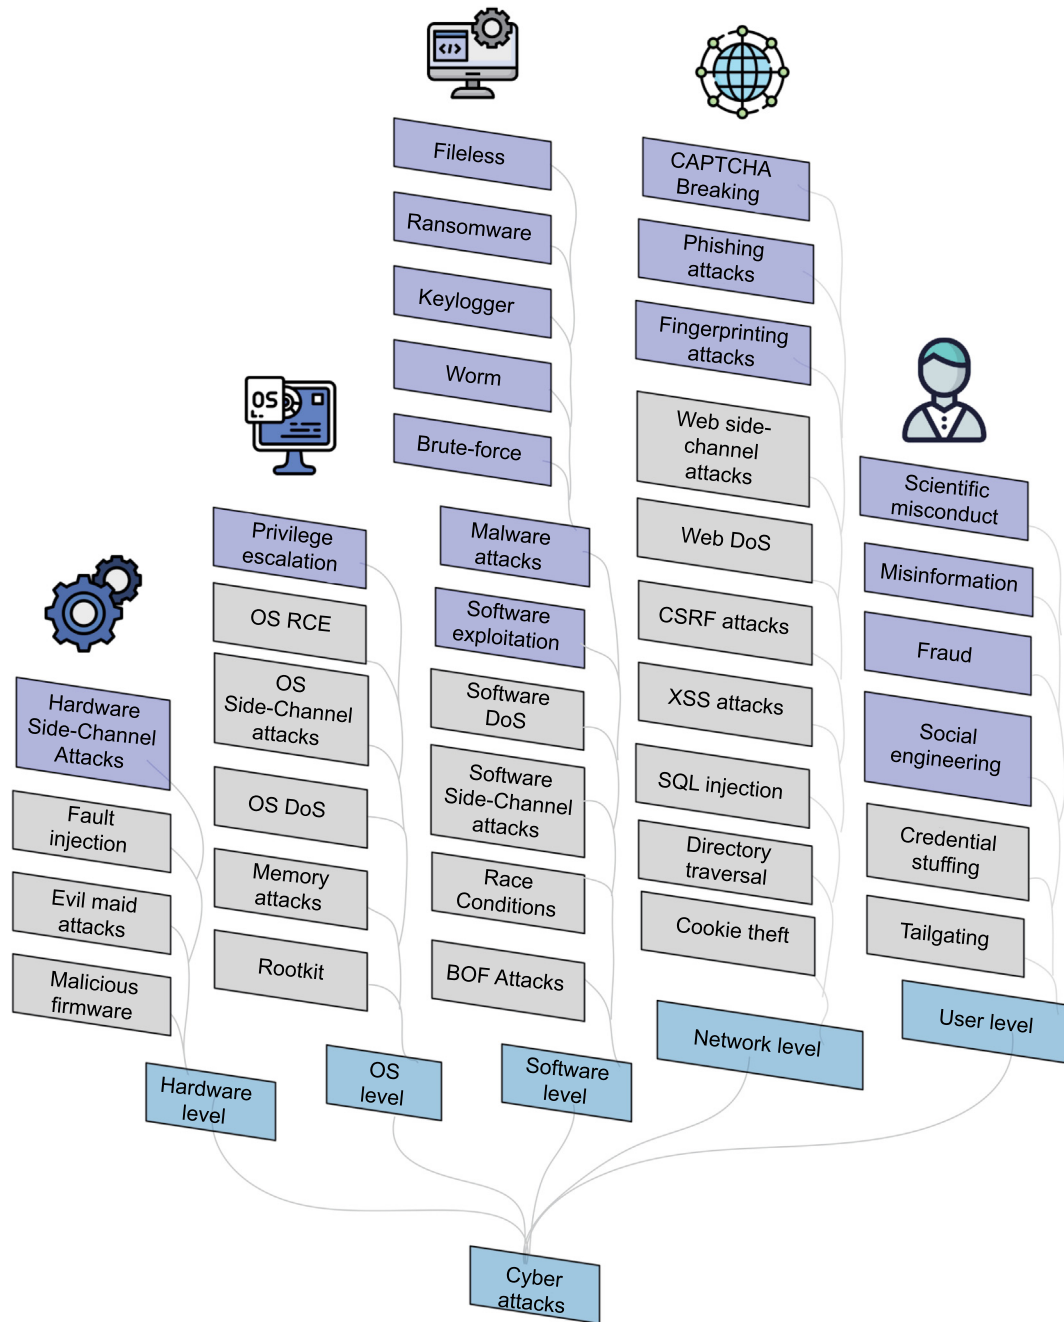 </>
Fileless
Ransomware
Keylogger
Worm
Brute-force
Malware
attacks
Software
exploitation
Software
DoS
Software
Side-Channel
attacks
Race
Conditions
BOF Attacks
Software
level
CAPTCHA
Breaking
Phishing
attacks
Fingerprinting
attacks
Web side-
channel
attacks
Web DoS
CSRF attacks
XSS attacks
SQL injection
Directory
traversal
Cookie theft
Network level
OS
Privilege
escalation
OS RCE
OS
Side-Channel
attacks
OS DoS
Memory
attacks
Rootkit
OS
level
Scientific
misconduct
Misinformation
Fraud
Social
engineering
Credential
stuffing
Tailgating
User level
Hardware
Side-Channel
Attacks
Fault
injection
Evil maid
attacks
Malicious
firmware
Hardware
level
Cyber
attacks